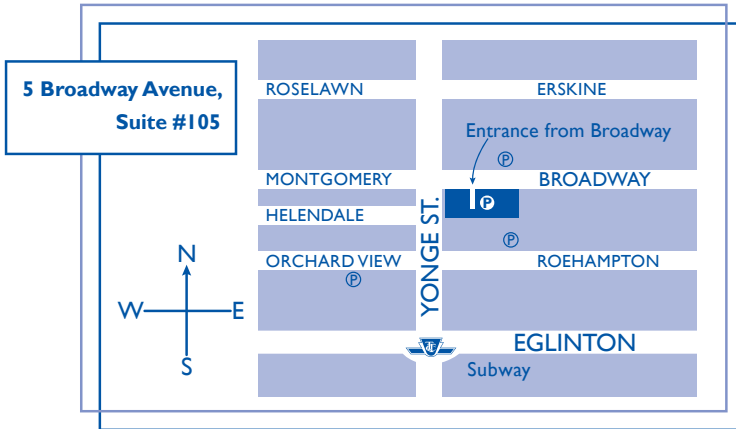 5 Broadway Avenue,
Suite #105
ROSELAWN
ERSKINE
Entrance from Broadway
P
MONTGOMERY
BROADWAY
P
HELENDALE
YONGE ST.
P
ORCHARD VIEW
ROEHAMPTON
P
N
W
E
S
EGLINTON
Subway